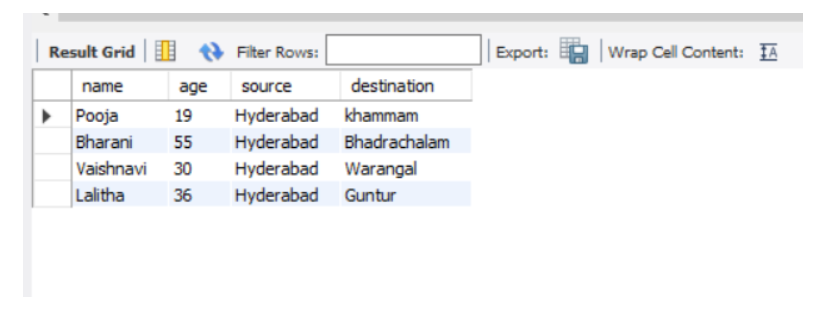 Result Grid Filter Rows: Export: Wrap Cell Content: IA
name age source destination
Pooja 19 Hyderabad khammam
Bharani 55 Hyderabad Bhadrachalam
Vaishnavi 30 Hyderabad Warangal
Lalitha 36 Hyderabad Guntur